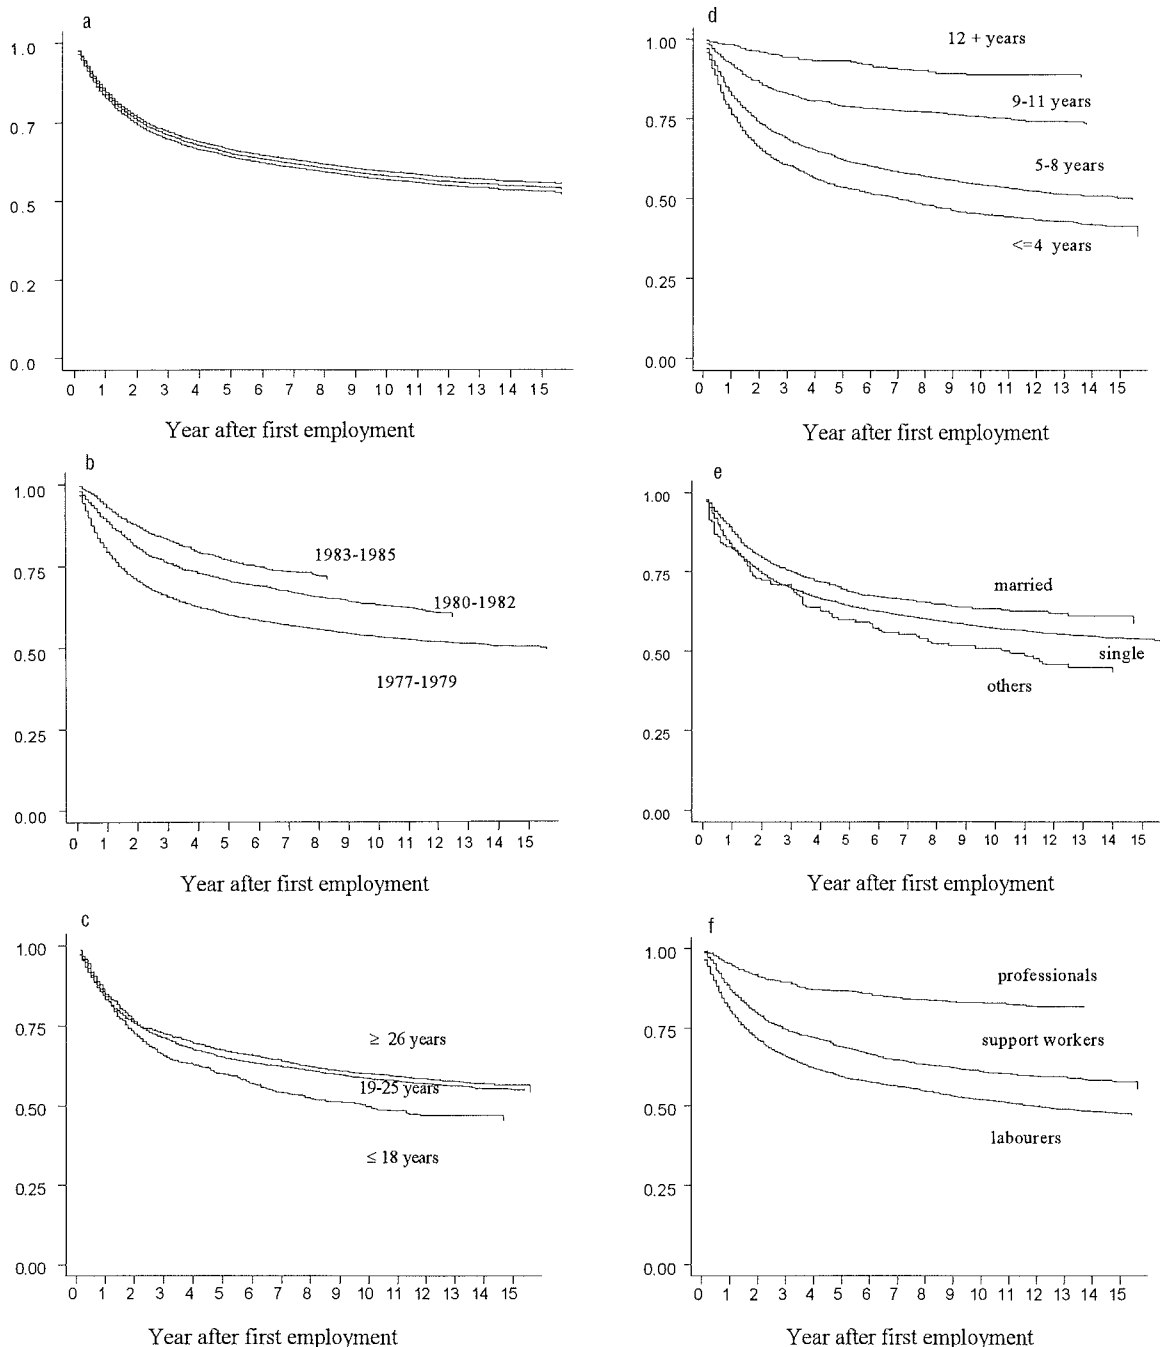 a
1.0
0.7
0.5
0.2
0.0
0 1 2 3 4 5 6 7 8 9 10 11 12 13 14 15
Year after first employment
b
1.00
0.75
0.50
0.25
0.00
1983-1985
1980-1982
1977-1979
0 1 2 3 4 5 6 7 8 9 10 11 12 13 14 15
Year after first employment
c
1.00
0.75
0.50
0.25
0.00
≥ 26 years
19-25 years
≤ 18 years
0 1 2 3 4 5 6 7 8 9 10 11 12 13 14 15
Year after first employment
d
1.00
0.75
0.50
0.25
0.00
12 + years
9-11 years
5-8 years
<=4 years
0 1 2 3 4 5 6 7 8 9 10 11 12 13 14 15
Year after first employment
e
1.00
0.75
0.50
0.25
0.00
married
single
others
0 1 2 3 4 5 6 7 8 9 10 11 12 13 14 15
Year after first employment
f
1.00
0.75
0.50
0.25
0.00
professionals
support workers
labourers
0 1 2 3 4 5 6 7 8 9 10 11 12 13 14 15
Year after first employment